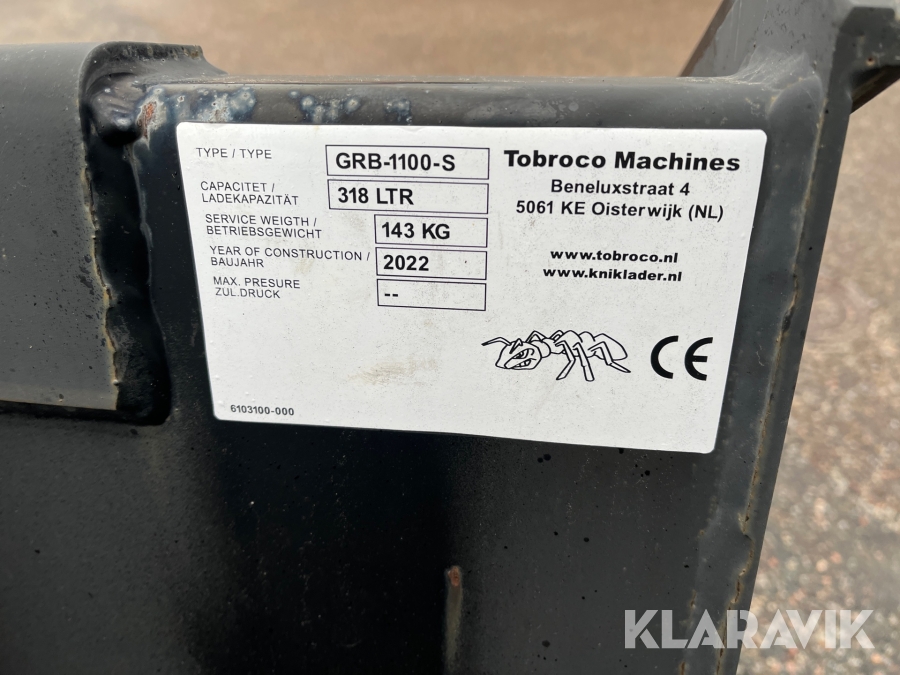 TYPE / TYPE GRB-1100-S
CAPACITET /
LADEKAPAZITÄT 318 LTR
SERVICE WEIGTH /
BETRIEBSGEWICHT 143 KG
YEAR OF CONSTRUCTION /
BAUJAHR 2022
MAX. PRESURE
ZUL.DRUCK --
6103100-000
Tobroco Machines
Beneluxstraat 4
5061 KE Oisterwijk (NL)
www.tobroco.nl
www.kniklader.nl
CE
KLARAVIK